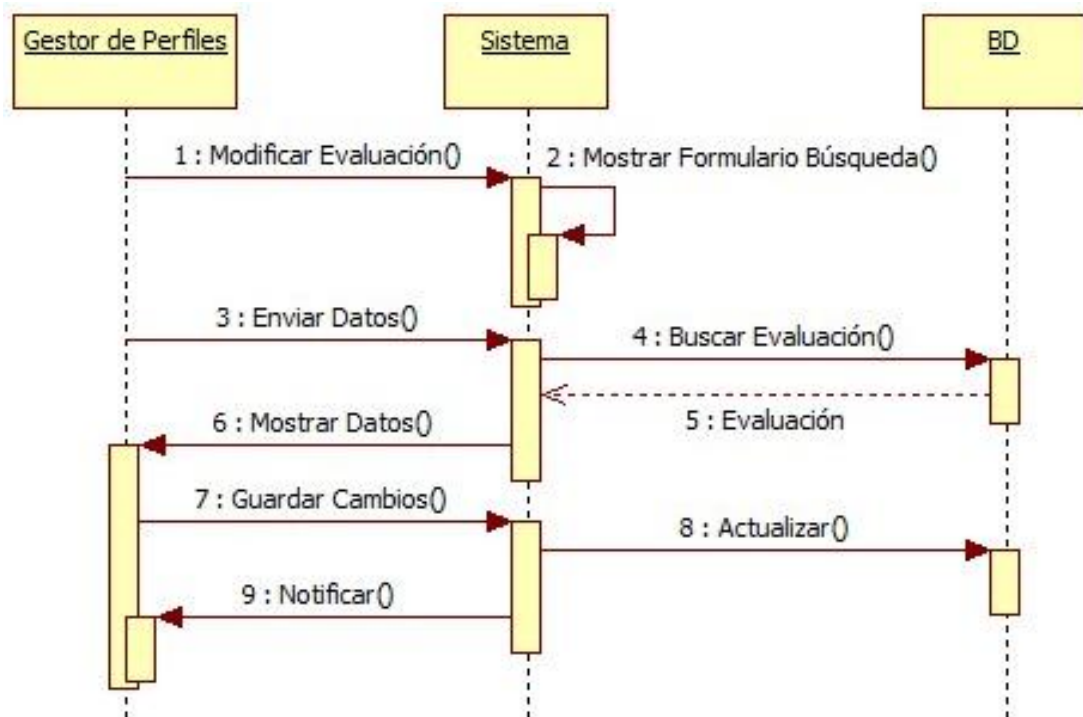 Gestor de Perfiles
Sistema
BD
1 : Modificar Evaluación()
2 : Mostrar Formulario Búsqueda()
3 : Enviar Datos()
4 : Buscar Evaluación()
5 : Evaluación
6 : Mostrar Datos()
7 : Guardar Cambios()
8 : Actualizar()
9 : Notificar()